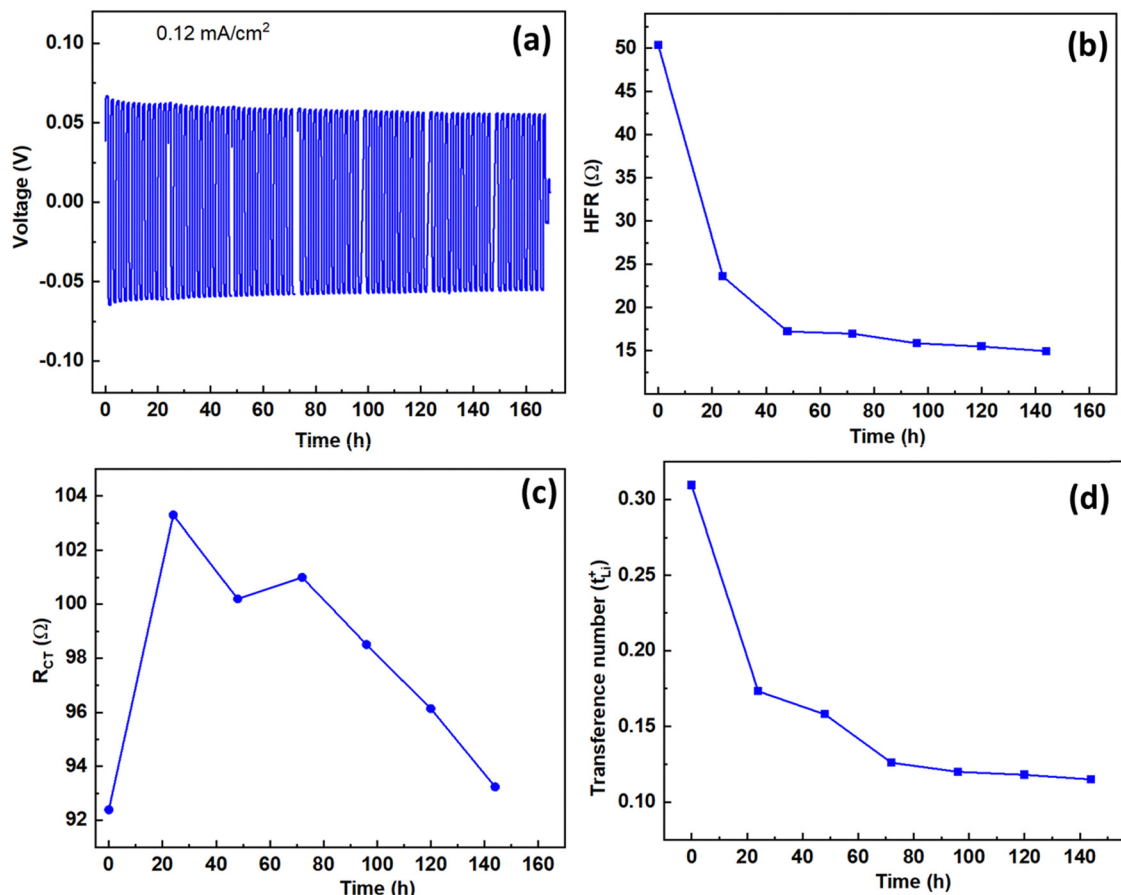 0.12 mA/cm²
(a)
0.10
0.05
0.00
-0.05
-0.10
Voltage (V)
0 20 40 60 80 100 120 140 160
Time (h)
(b)
50
45
40
35
30
25
20
15
HFR (Ω)
0 20 40 60 80 100 120 140 160
Time (h)
(c)
104
102
100
98
96
94
92
R_CT (Ω)
0 20 40 60 80 100 120 140 160
Time (h)
(d)
0.30
0.25
0.20
0.15
0.10
Transference number (t⁺Li)
0 20 40 60 80 100 120 140
Time (h)